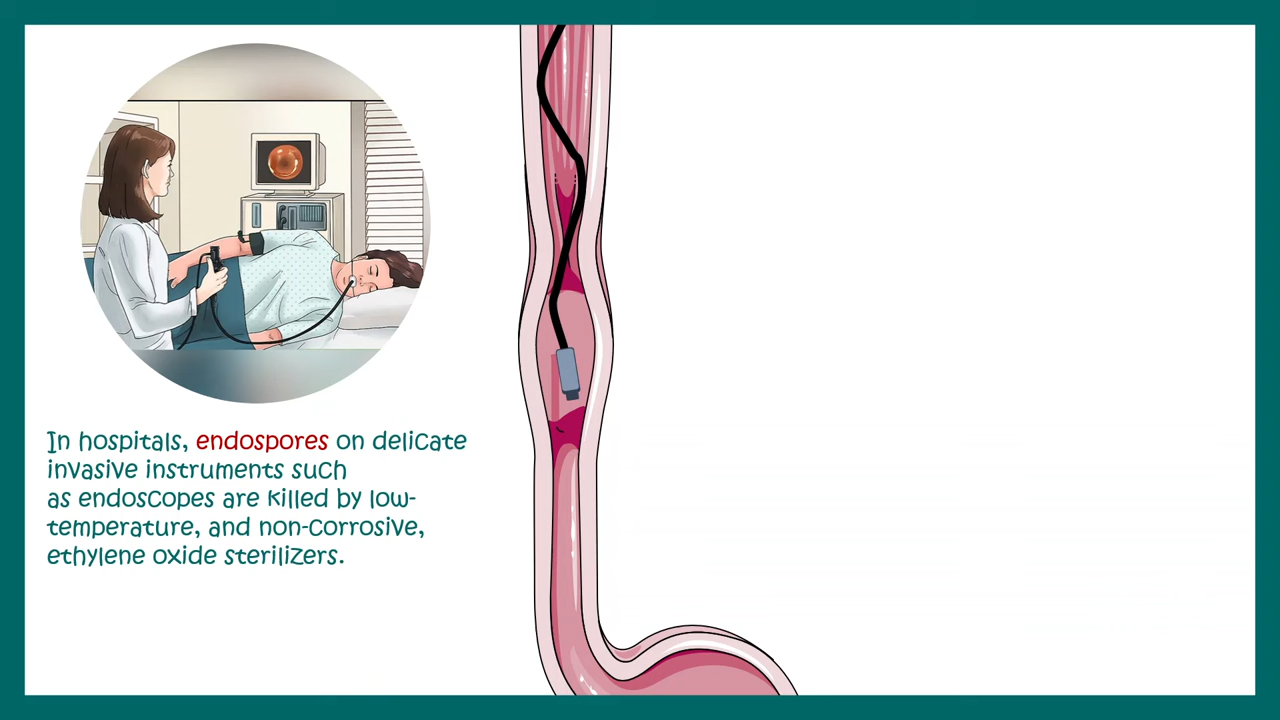 In hospitals, endospores on delicate
invasive instruments such
as endoscopes are killed by low-
temperature, and non-corrosive,
ethylene oxide sterilizers.